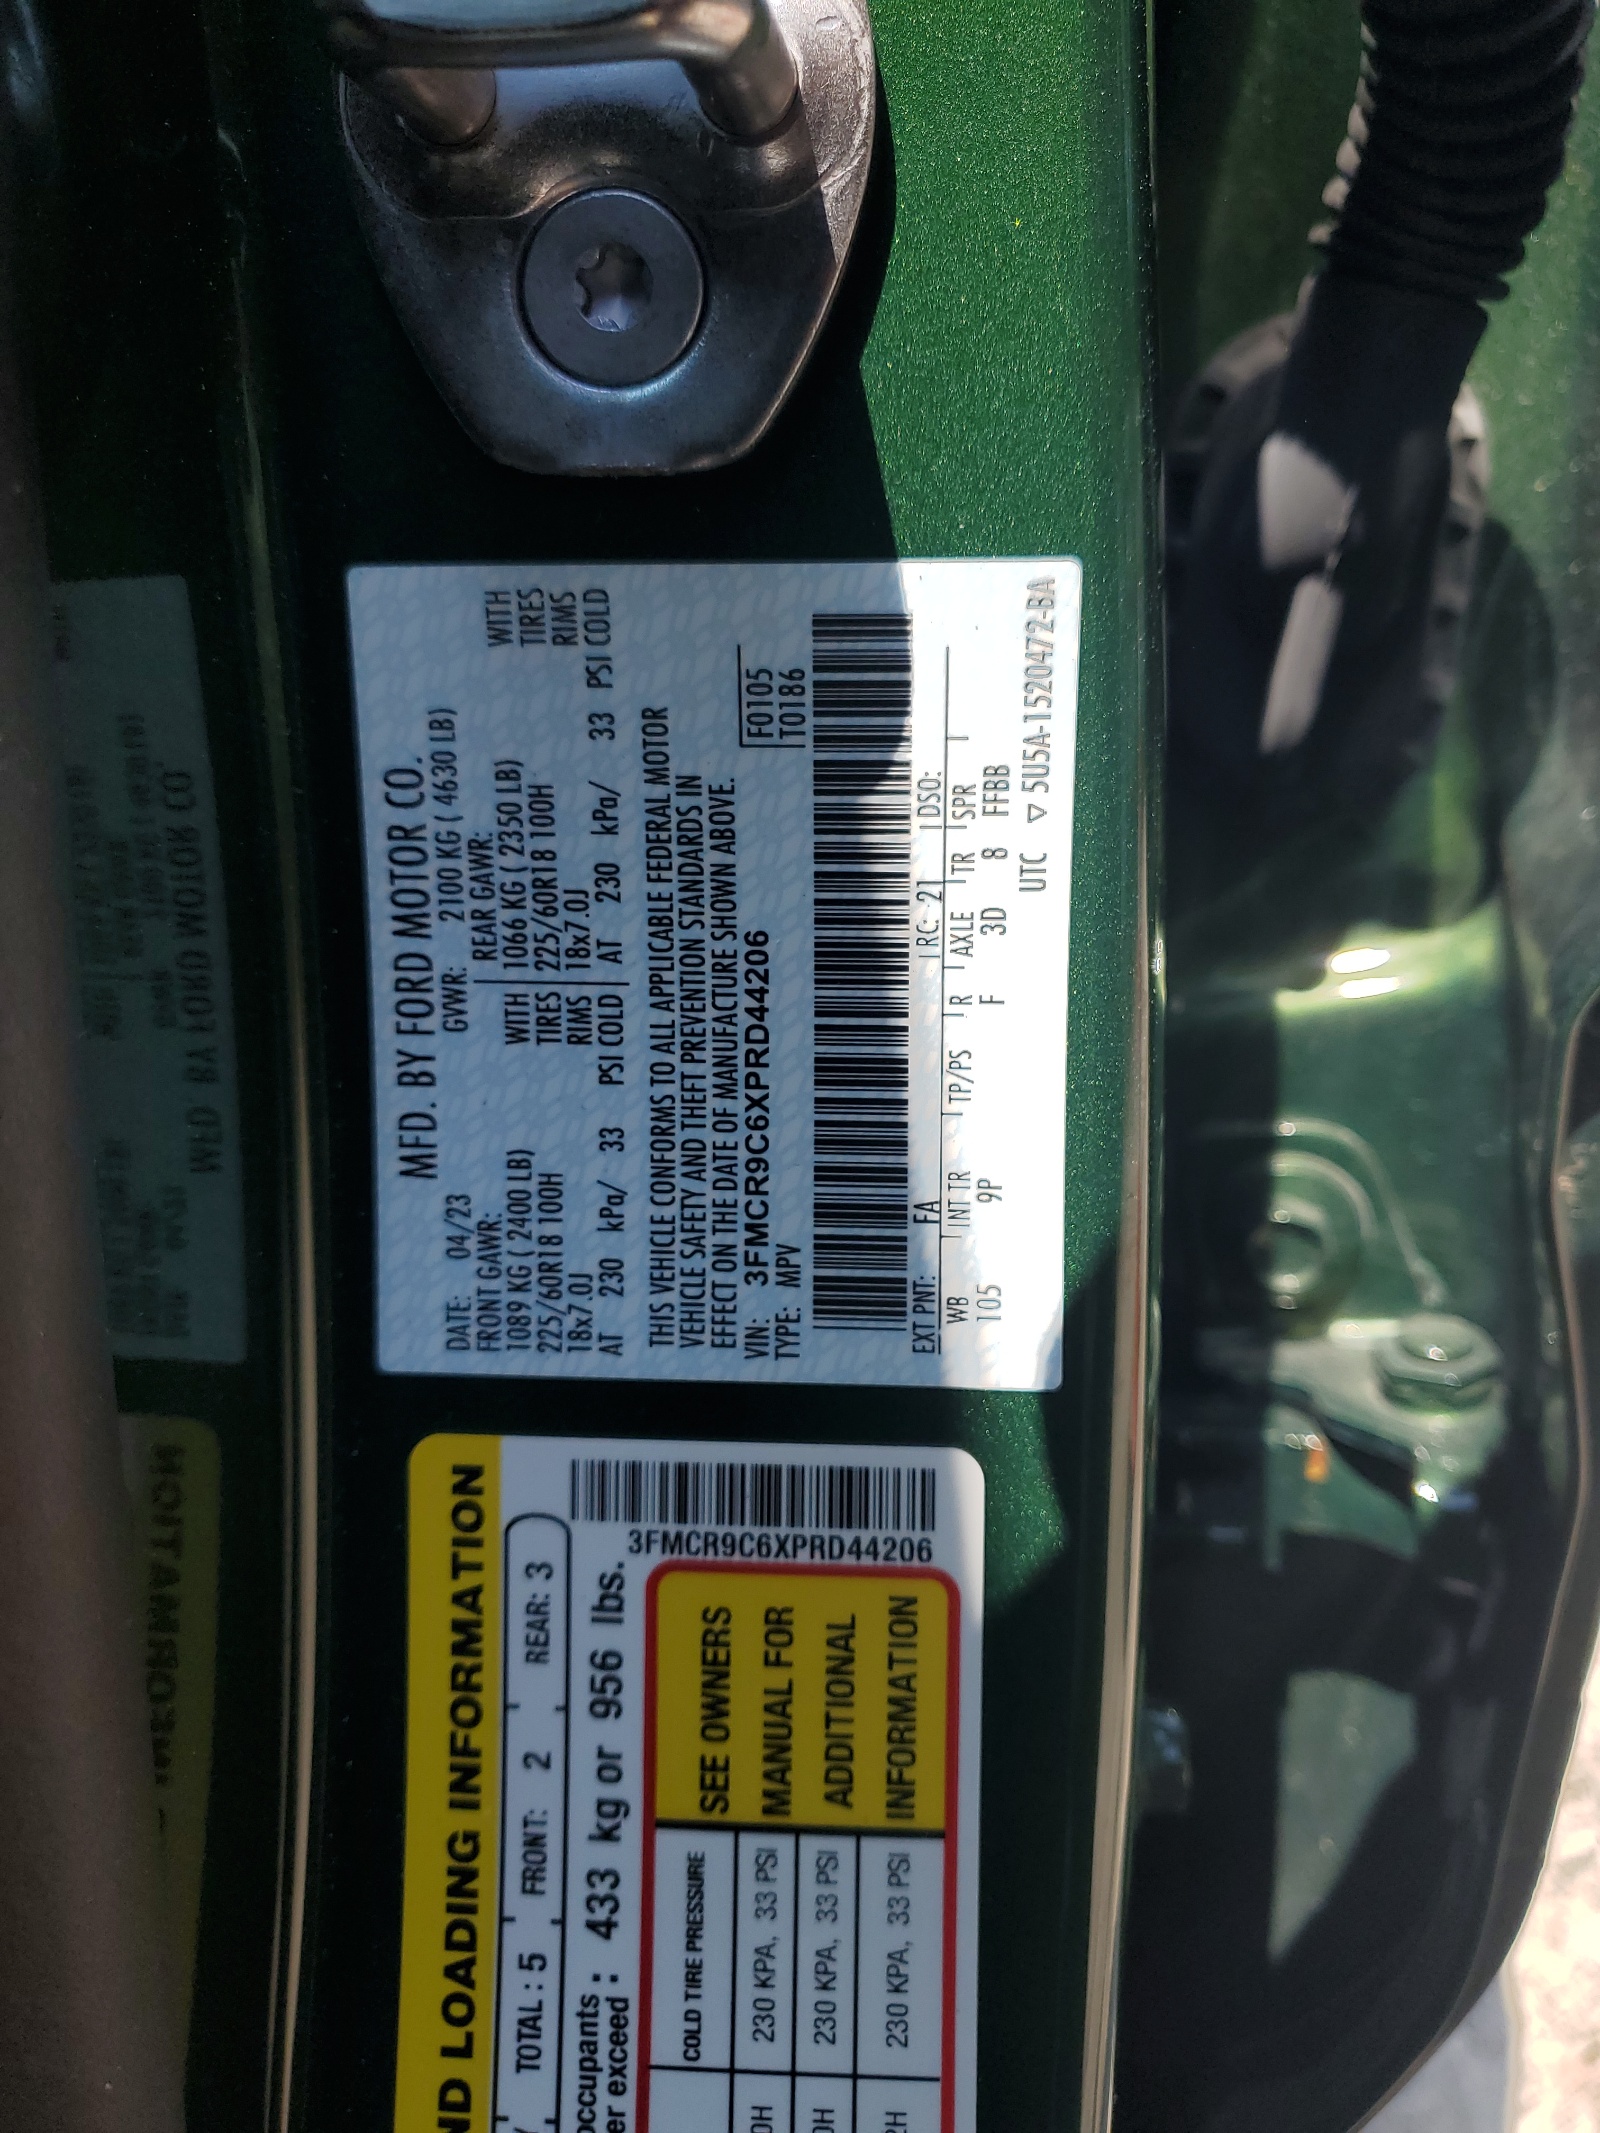 MFD. BY FORD MOTOR CO.
DATE: 04/23 GVWR: 2100 KG ( 4630 LB)
FRONT GAWR: REAR GAWR:
1089 KG ( 2400 LB) WITH 1066 KG ( 2350 LB) WITH
225/60R18 100H TIRES 225/60R18 100H TIRES
18x7.0J RIMS 18x7.0J RIMS
AT 230 kPa/ 33 PSI COLD AT 230 kPa/ 33 PSI COLD
THIS VEHICLE CONFORMS TO ALL APPLICABLE FEDERAL MOTOR
VEHICLE SAFETY AND THEFT PREVENTION STANDARDS IN
EFFECT ON THE DATE OF MANUFACTURE SHOWN ABOVE.
VIN: 3FMCR9C6XPRD44206 F0105
TYPE: MPV T0186
EXT PNT: FA RC: 21 DSO:
WB INT TR TP/PS R AXLE TR SPR
105 9P F 3D 8 FFBB
UTC ▽ 5U5A-1520472-BA
LOADING INFORMATION
TOTAL : 5 FRONT: 2 REAR: 3
occupants :
exceed : 433 kg or 956 lbs.
3FMCR9C6XPRD44206
COLD TIRE PRESSURE
230 KPA, 33 PSI
230 KPA, 33 PSI
230 KPA, 33 PSI
SEE OWNERS
MANUAL FOR
ADDITIONAL
INFORMATION